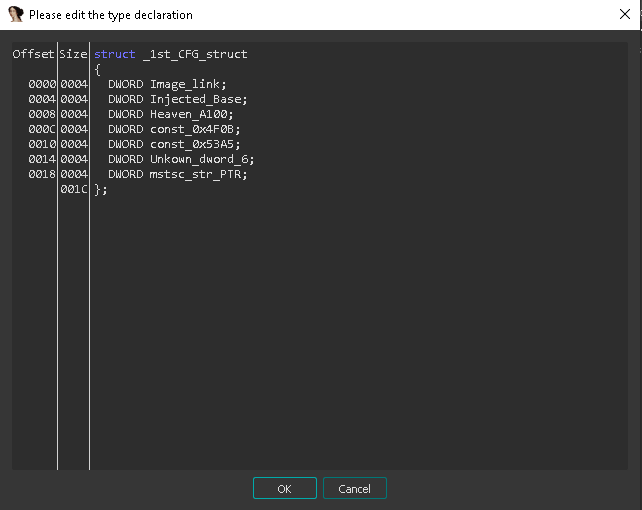 Please edit the type declaration
Offset Size struct _1st_CFG_struct
{
0000 0004 DWORD Image_link;
0004 0004 DWORD Injected_Base;
0008 0004 DWORD Heaven_A100;
000C 0004 DWORD const_0x4F0B;
0010 0004 DWORD const_0x53A5;
0014 0004 DWORD Unkown_dword_6;
0018 0004 DWORD mstsc_str_PTR;
001C };
OK Cancel